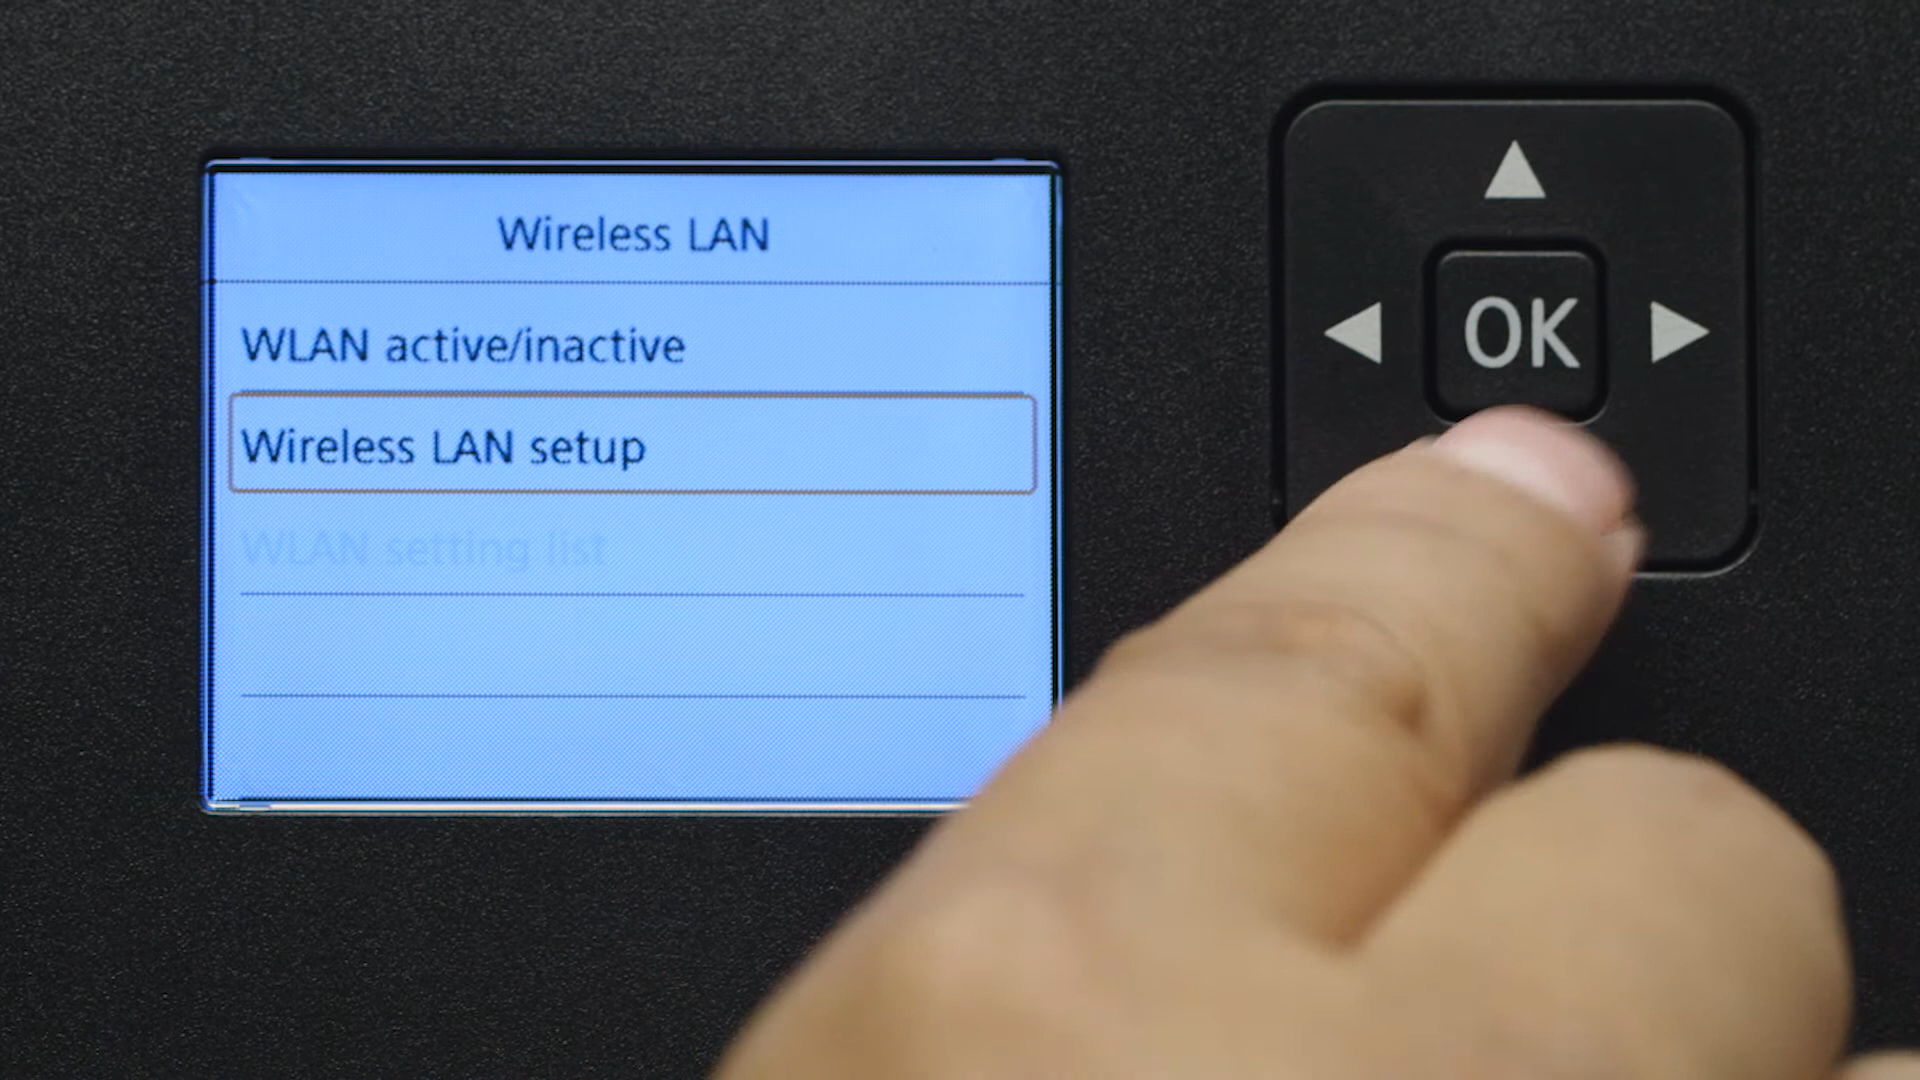 Wireless LAN
WLAN active/inactive
Wireless LAN setup
WLAN setting list
OK